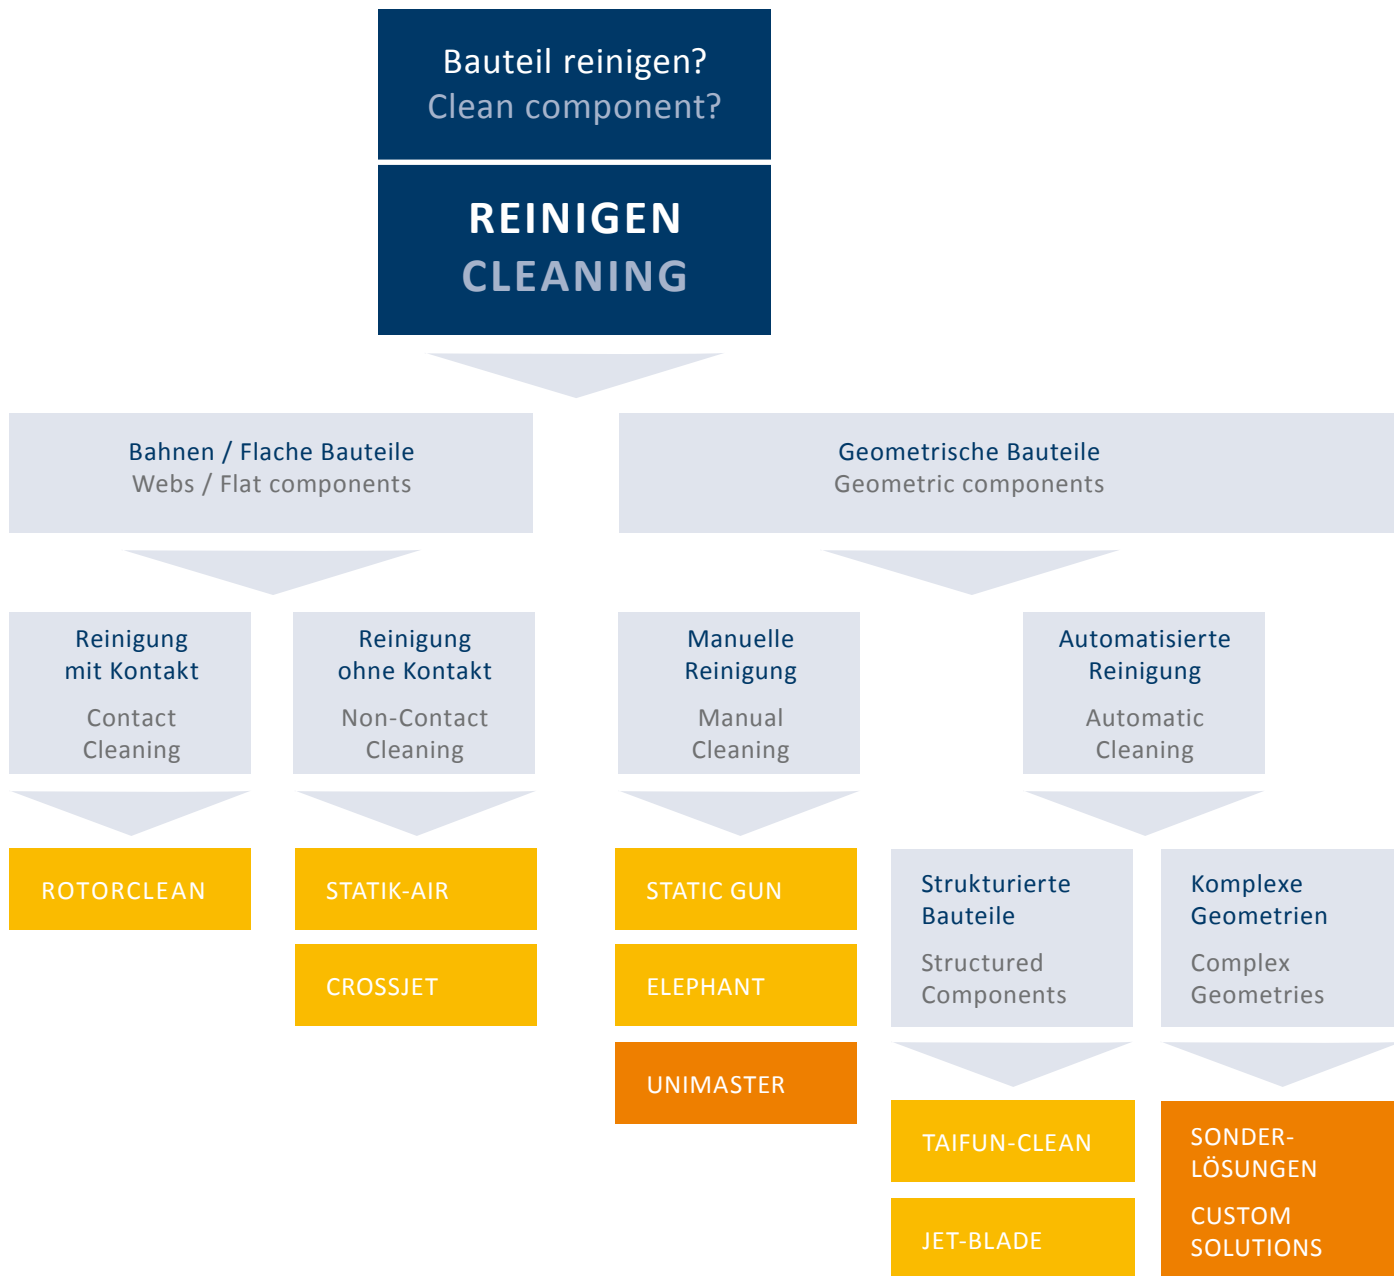 Bauteil reinigen?
Clean component?
REINIGEN
CLEANING
Bahnen / Flache Bauteile
Webs / Flat components
Geometrische Bauteile
Geometric components
Reinigung
mit Kontakt
Contact
Cleaning
Reinigung
ohne Kontakt
Non-Contact
Cleaning
Manuelle
Reinigung
Manual
Cleaning
Automatisierte
Reinigung
Automatic
Cleaning
ROTORCLEAN
STATIK-AIR
CROSSJET
STATIC GUN
ELEPHANT
UNIMASTER
Strukturierte
Bauteile
Structured
Components
Komplexe
Geometrien
Complex
Geometries
TAIFUN-CLEAN
JET-BLADE
SONDER-
LÖSUNGEN
CUSTOM
SOLUTIONS